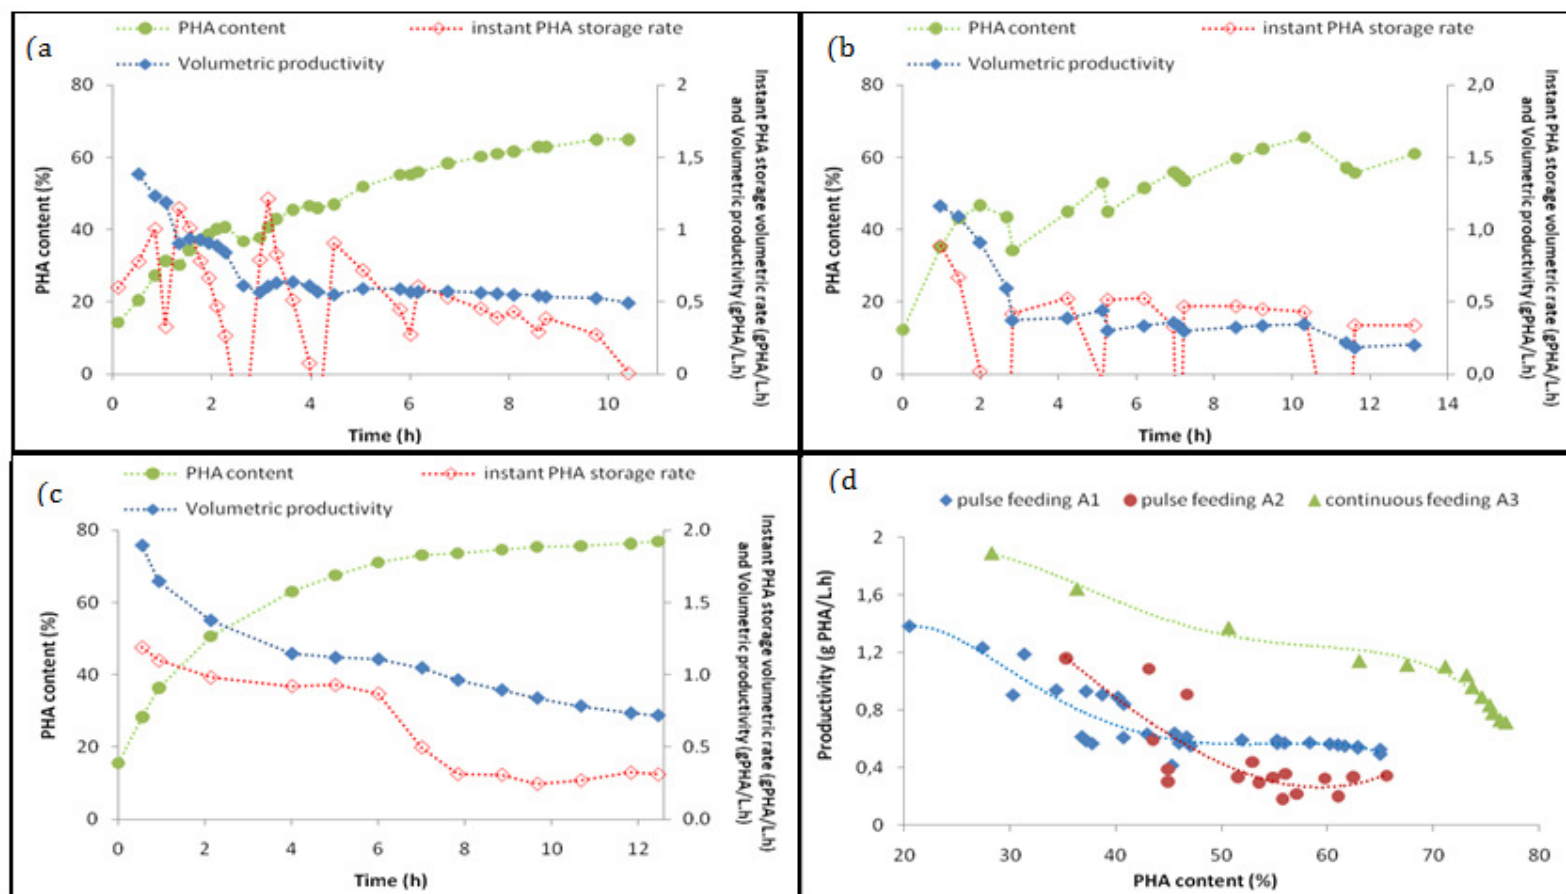 (a
PHA content
instant PHA storage rate
Volumetric productivity
80
60
40
20
0
2
1,5
1
0,5
0
0
2
4
6
8
10
PHA content (%)
Time (h)
Instant PHA storage volumetric rate (gPHA/L.h)
and Volumetric productivity (gPHA/L.h)
(b
PHA content
instant PHA storage rate
Volumetric productivity
80
60
40
20
0
2,0
1,5
1,0
0,5
0,0
0
2
4
6
8
10
12
14
PHA content (%)
Time (h)
Instant PHA storage volumetric rate (gPHA/L.h)
and Volumetric productivity (gPHA/L.h)
(c
PHA content
instant PHA storage rate
Volumetric productivity
80
60
40
20
0
2.0
1.5
1.0
0.5
0.0
0
2
4
6
8
10
12
PHA content (%)
Time (h)
Instant PHA storage volumetric rate (gPHA/L.h)
and Volumetric productivity (gPHA/L.h)
(d
pulse feeding A1
pulse feeding A2
continuous feeding A3
2
1,6
1,2
0,8
0,4
0
20
30
40
50
60
70
80
Productivity (g PHA/L.h)
PHA content (%)